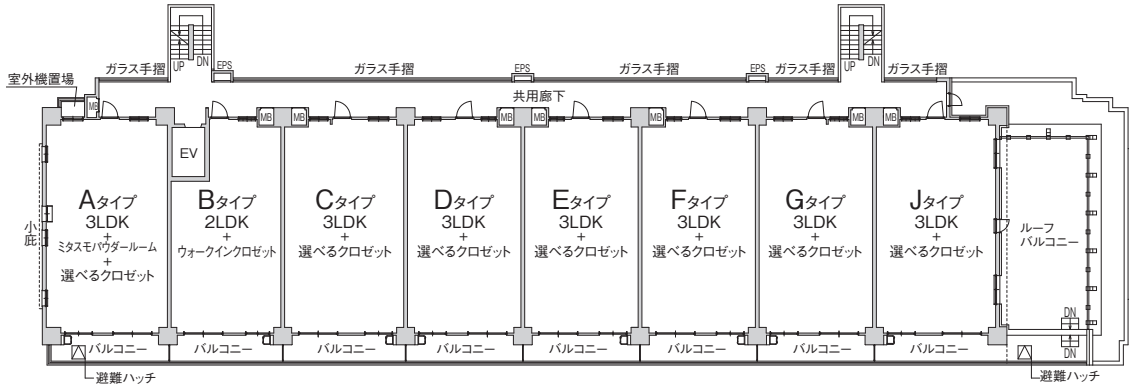 UP
DN
UP
DN
ガラス手摺
EPS
ガラス手摺
EPS
ガラス手摺
EPS
ガラス手摺
室外機置場
共用廊下
MB
MB
MB
MB
MB
MB
MB
EV
Aタイプ
3LDK
+
ミタスモパウダールーム
+
選べるクロゼット
Bタイプ
2LDK
+
ウォークインクロゼット
Cタイプ
3LDK
+
選べるクロゼット
Dタイプ
3LDK
+
選べるクロゼット
Eタイプ
3LDK
+
選べるクロゼット
Fタイプ
3LDK
+
選べるクロゼット
Gタイプ
3LDK
+
選べるクロゼット
Jタイプ
3LDK
+
選べるクロゼット
小庇
ルーフ
バルコニー
DN
DN
バルコニー
バルコニー
バルコニー
バルコニー
バルコニー
バルコニー
バルコニー
バルコニー
避難ハッチ
避難ハッチ